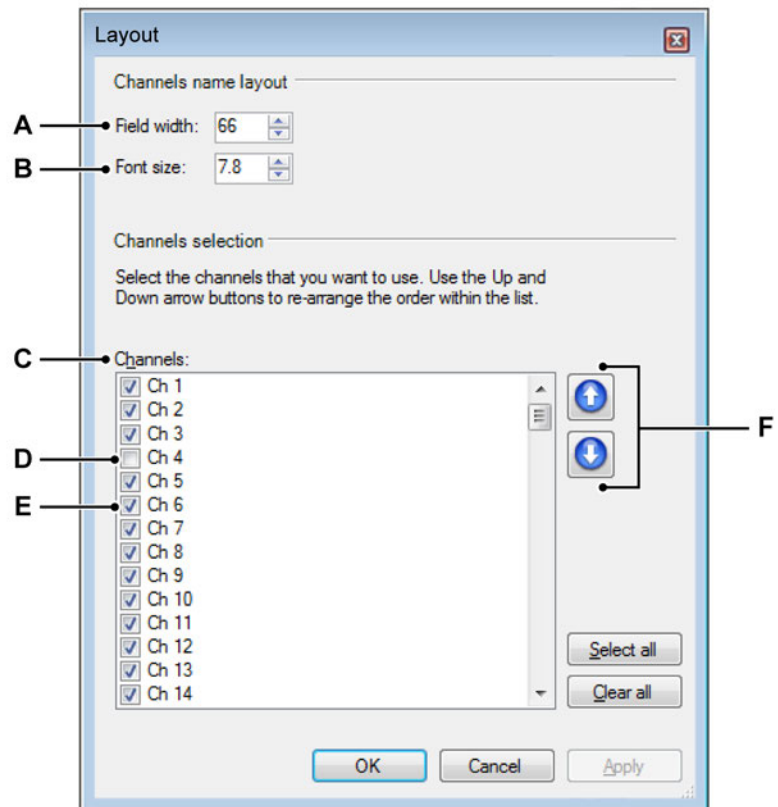 Layout
Channels name layout
A Field width: 66
B Font size: 7.8
Channels selection
Select the channels that you want to use. Use the Up and
Down arrow buttons to re-arrange the order within the list.
C Channels:
Ch 1
Ch 2
Ch 3
D Ch 4
Ch 5
E Ch 6
Ch 7
Ch 8
Ch 9
Ch 10
Ch 11
Ch 12
Ch 13
Ch 14
F
Select all
Clear all
OK Cancel Apply